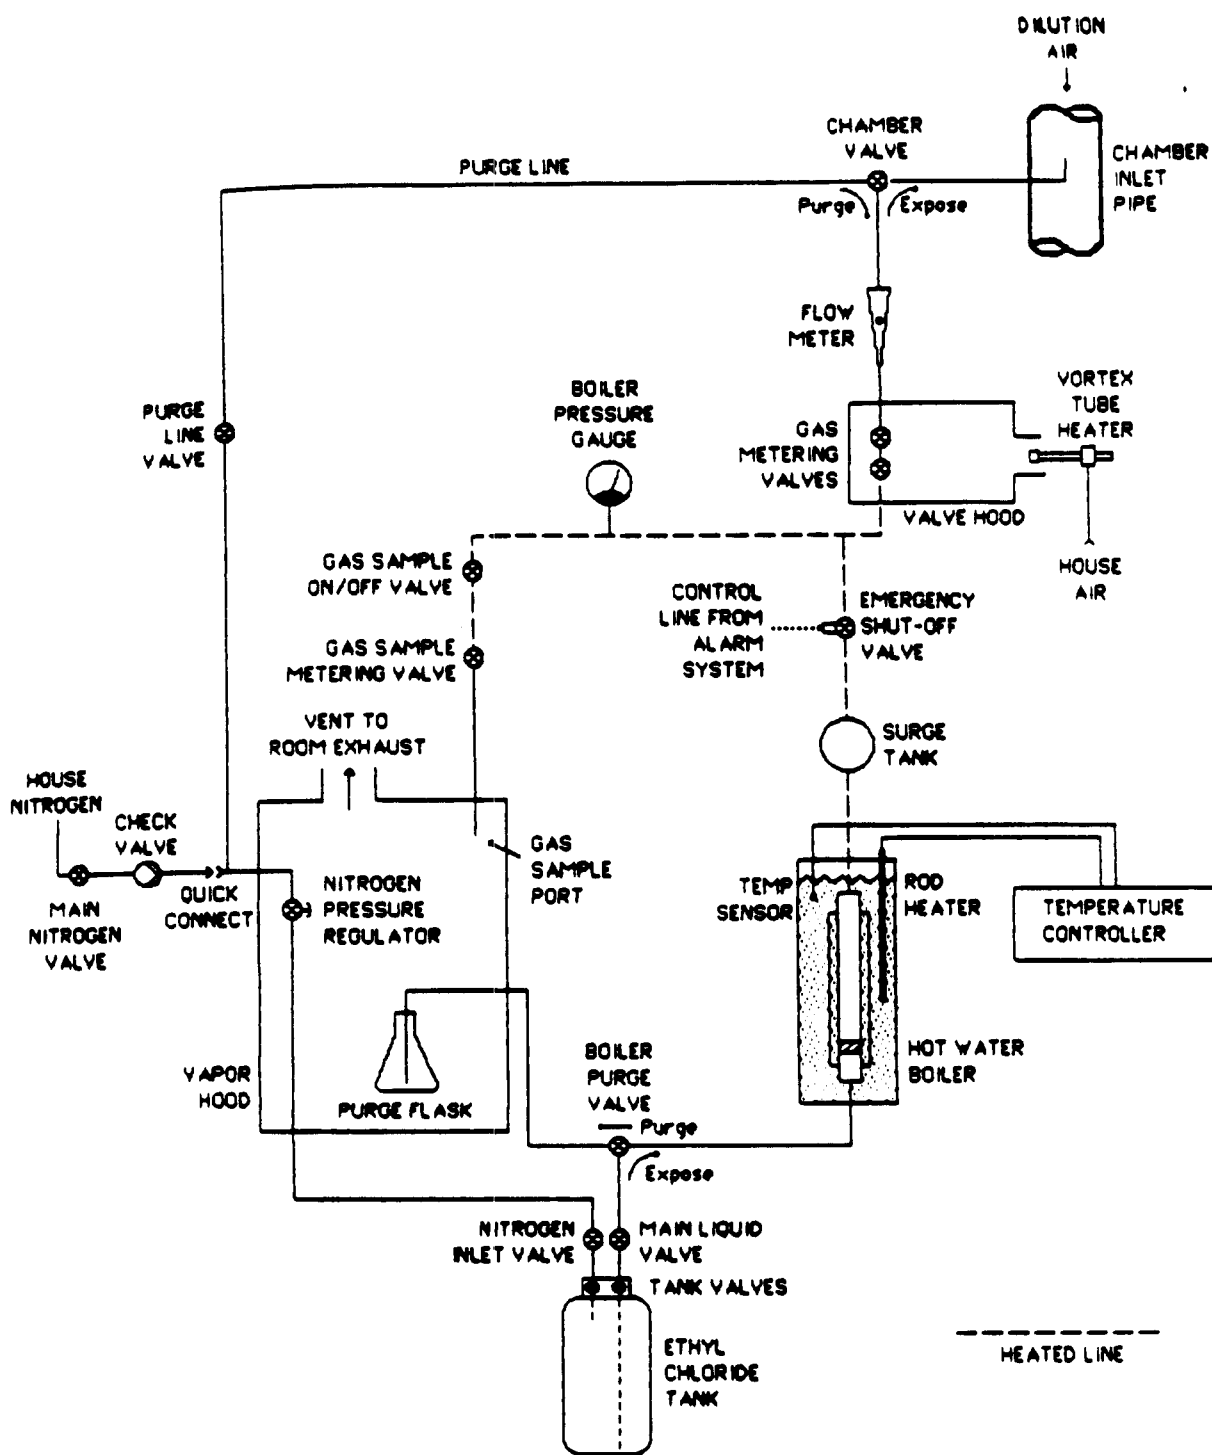 DILUTION
AIR
CHAMBER
VALVE
PURGE LINE
CHAMBER
INLET
PIPE
Purge
Expose
FLOW
METER
VORTEX
TUBE
HEATER
BOILER
PRESSURE
GAUGE
PURGE
LINE
VALVE
GAS
METERING
VALVES
VALVE HOOD
HOUSE
AIR
GAS SAMPLE
ON/OFF VALVE
CONTROL
LINE FROM
ALARM
SYSTEM
EMERGENCY
SHUT-OFF
VALVE
GAS SAMPLE
METERING VALVE
VENT TO
ROOM EXHAUST
SURGE
TANK
HOUSE
NITROGEN
CHECK
VALVE
GAS
SAMPLE
PORT
QUICK
CONNECT
MAIN
NITROGEN
VALVE
NITROGEN
PRESSURE
REGULATOR
TEMP
SENSOR
ROD
HEATER
TEMPERATURE
CONTROLLER
HOT WATER
BOILER
VAPOR
HOOD
PURGE FLASK
BOILER
PURGE
VALVE
Purge
Expose
NITROGEN
INLET VALVE
MAIN LIQUID
VALVE
TANK VALVES
ETHYL
CHLORIDE
TANK
HEATED LINE